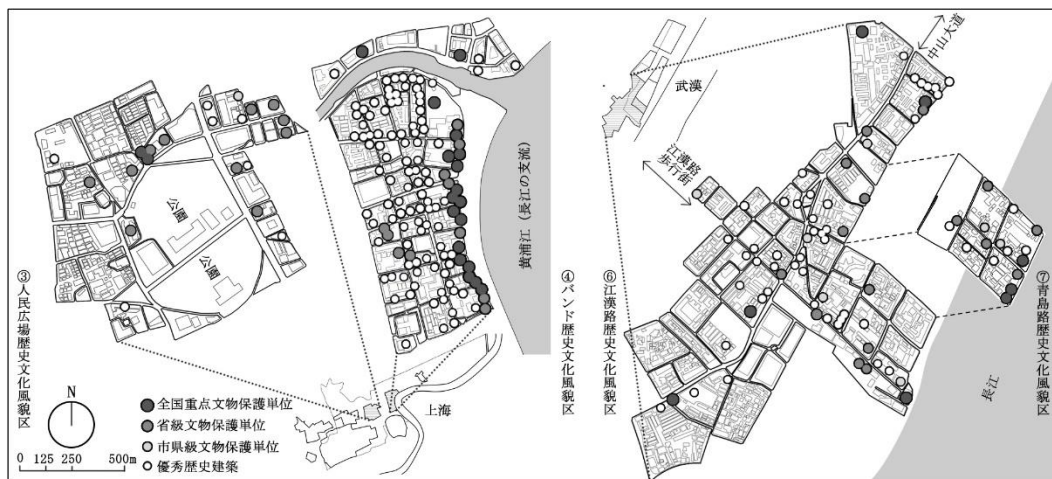 公園
公園
③人民広場歴史文化風貌区
N
0 125 250 500m
全国重点文物保護単位
省級文物保護単位
市県級文物保護単位
優秀歴史建築
上海
黄浦江（長江の支流）
④バンド歴史文化風貌区
武漢
江漢路
歩行街
中山大道
⑥江漢路歴史文化風貌区
長江
⑦青島路歴史文化風貌区